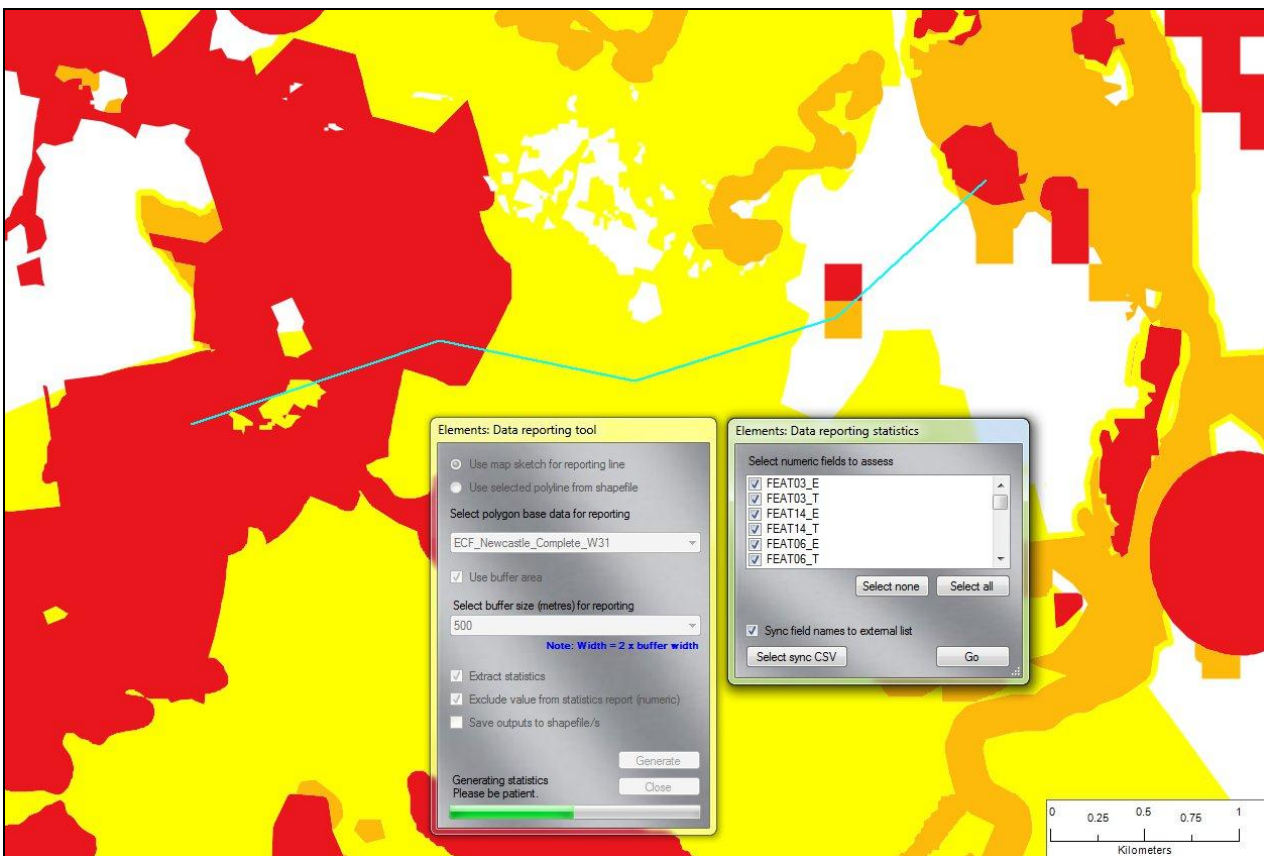 Elements: Data reporting tool
Use map sketch for reporting line
Use selected polyline from shapefile
Select polygon base data for reporting
ECF_Newcastle_Complete_W31
Use buffer area
Select buffer size (metres) for reporting
500
Note: Width = 2 x buffer width
Extract statistics
Exclude value from statistics report (numeric)
Save outputs to shapefile/s
Generate
Generating statistics
Please be patient.
Close
Elements: Data reporting statistics
Select numeric fields to assess
FEAT03_E
FEAT03_T
FEAT14_E
FEAT14_T
FEAT06_E
FEAT06_T
Select none Select all
Sync field names to external list
Select sync CSV Go
0 0.25 0.5 0.75 1
Kilometers